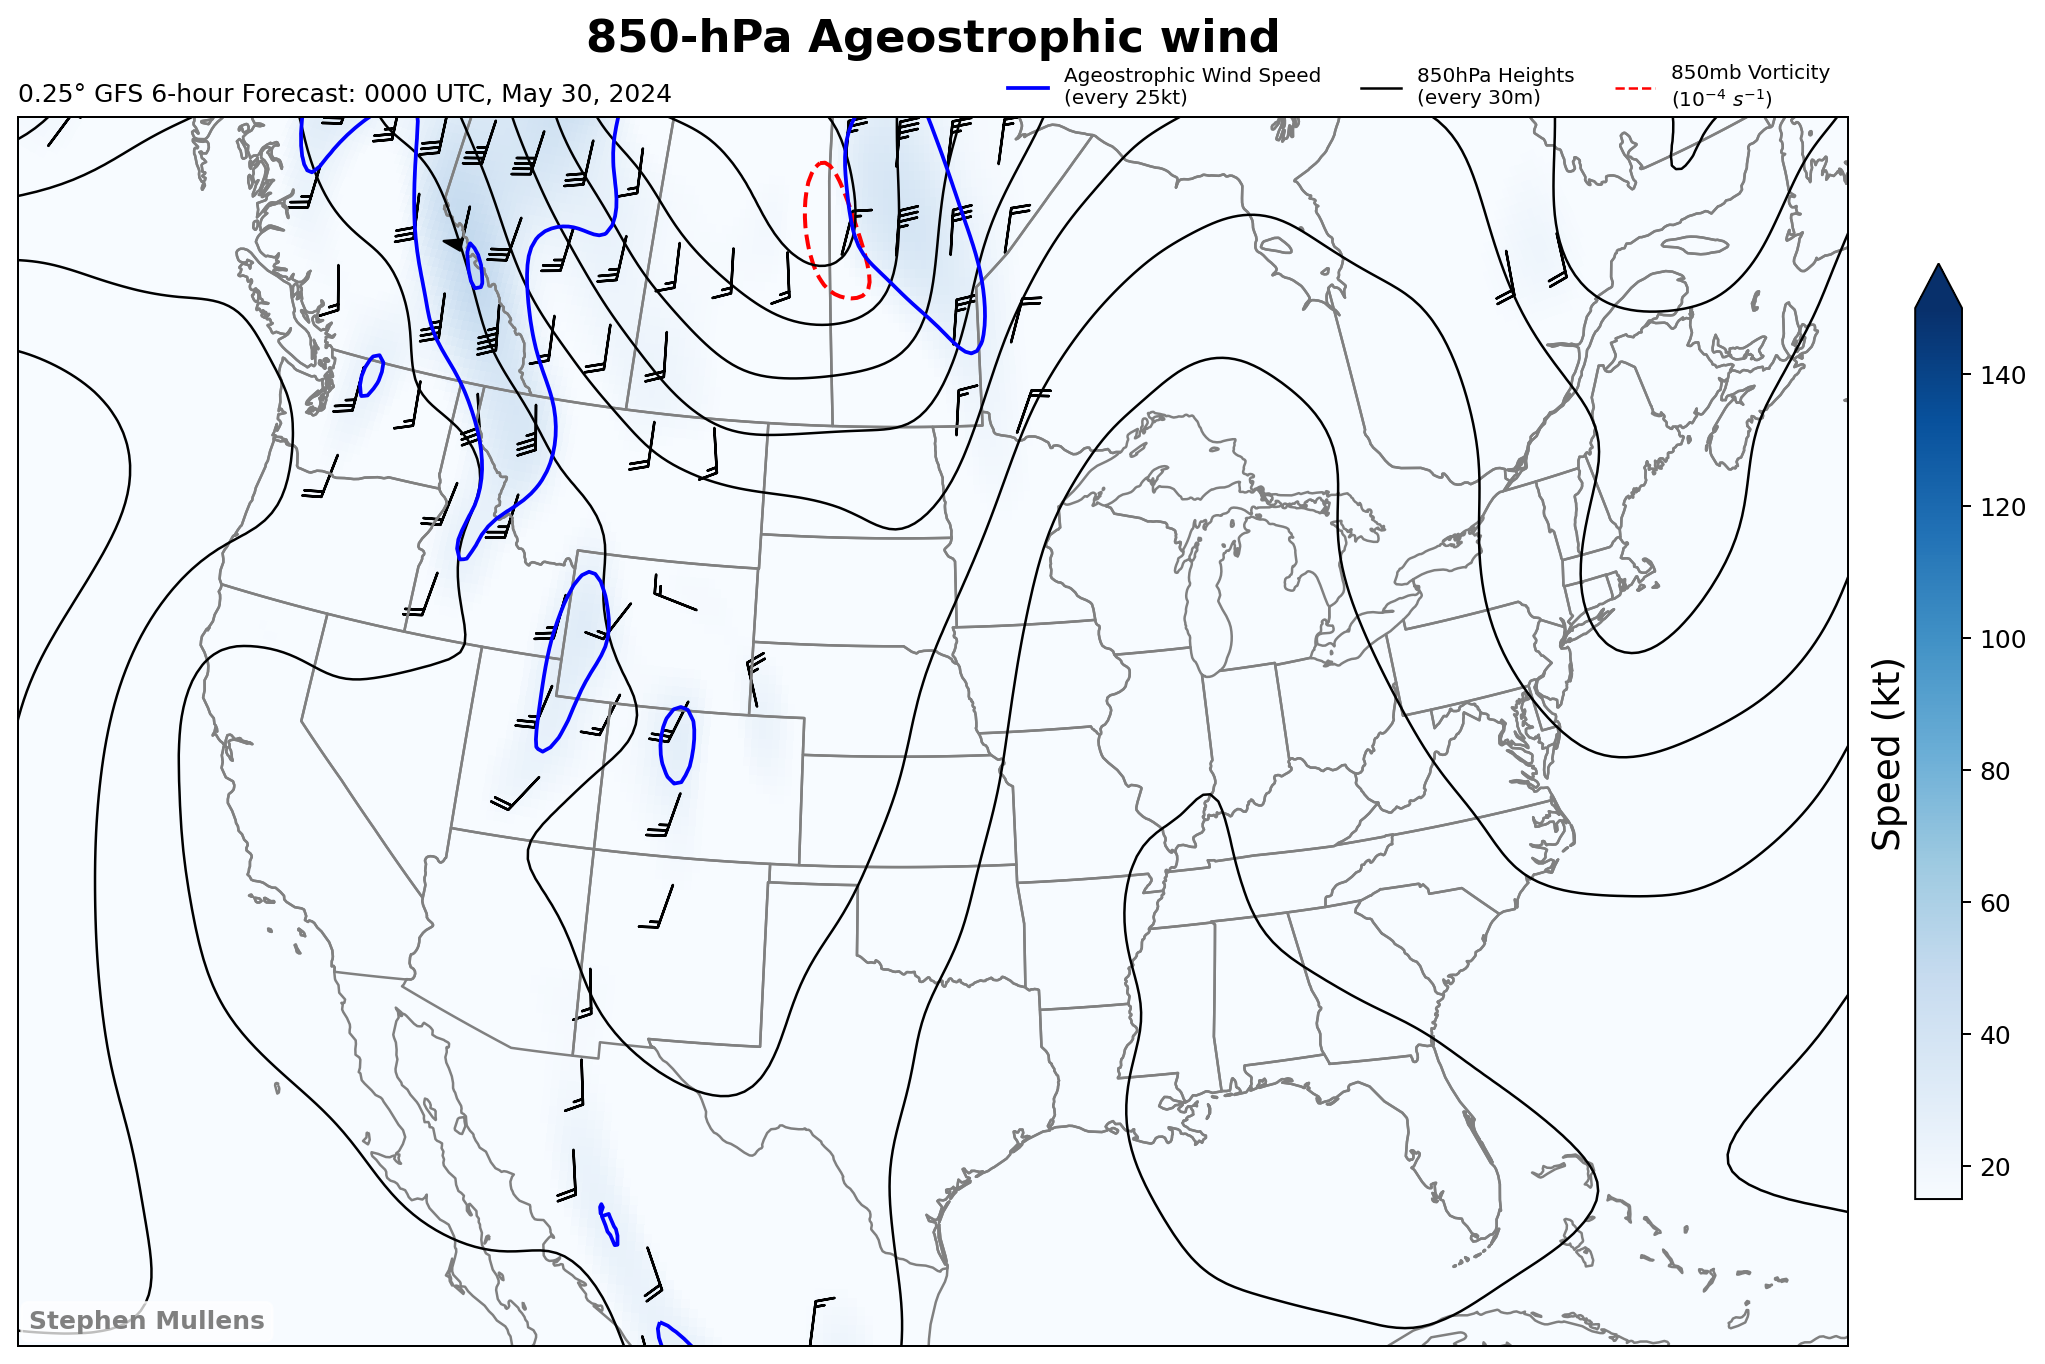 850-hPa Ageostrophic wind
0.25° GFS 6-hour Forecast: 0000 UTC, May 30, 2024
Ageostrophic Wind Speed
(every 25kt)
850hPa Heights
(every 30m)
850mb Vorticity
(10⁻⁴ s⁻¹)
140
120
100
80
60
40
20
Speed (kt)
Stephen Mullens